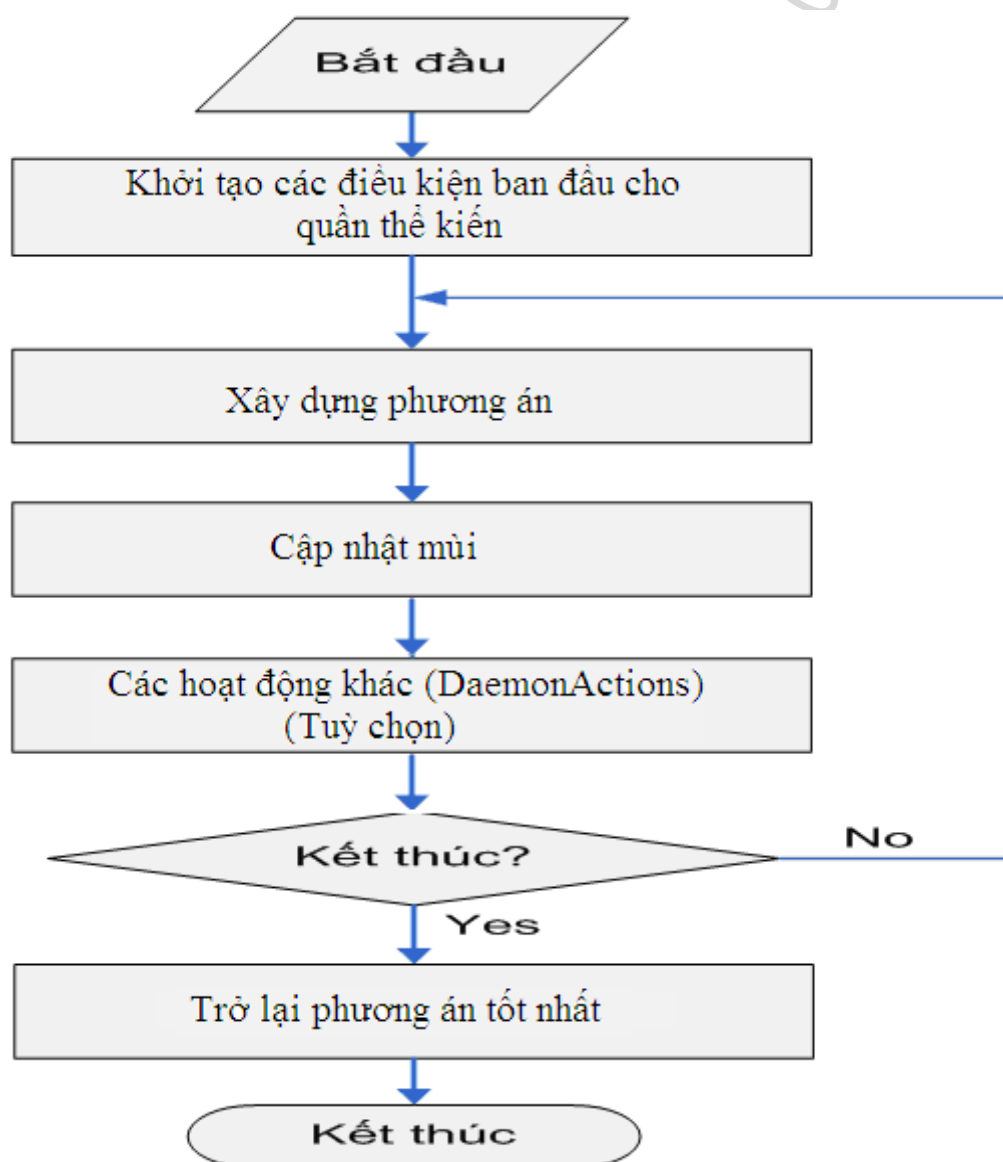 Bắt đầu
Khởi tạo các điều kiện ban đầu cho
quần thể kiến
Xây dựng phương án
Cập nhật mùi
Các hoạt động khác (DaemonActions)
(Tuỳ chọn)
Kết thúc?
No
Yes
Trở lại phương án tốt nhất
Kết thúc